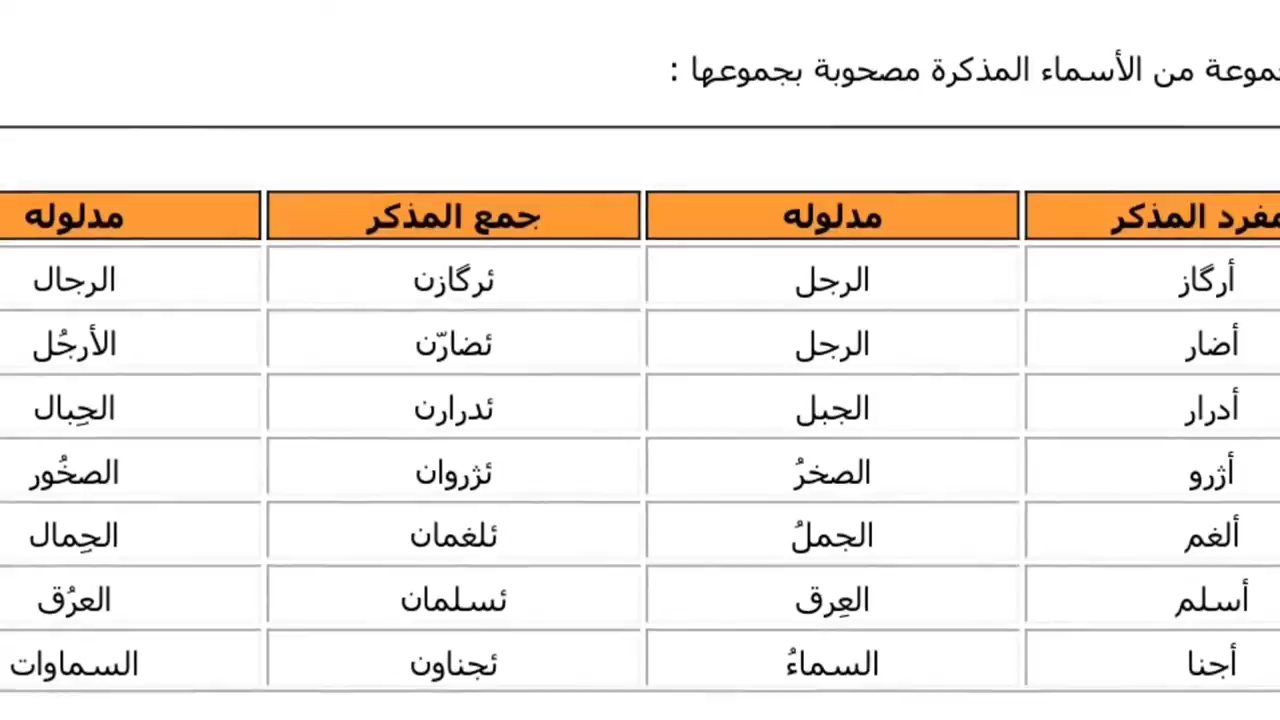 من الأسماء المذكرة مصحوبة بجموعها :
المذكر مدلوله جمع المذكر مدلوله
أرگاز الرجل ئرگازن الرجال
أضار الرجل ئضارّن الأرجُل
أدرار الجبل ئدرارن الجِبال
أژرو الصخرُ ئژروان الصخُور
ألغم الجملُ ئلغمان الجِمال
أسلم العِرق ئسلمان العرُق
أجنا السماءُ ئجناون السماوات